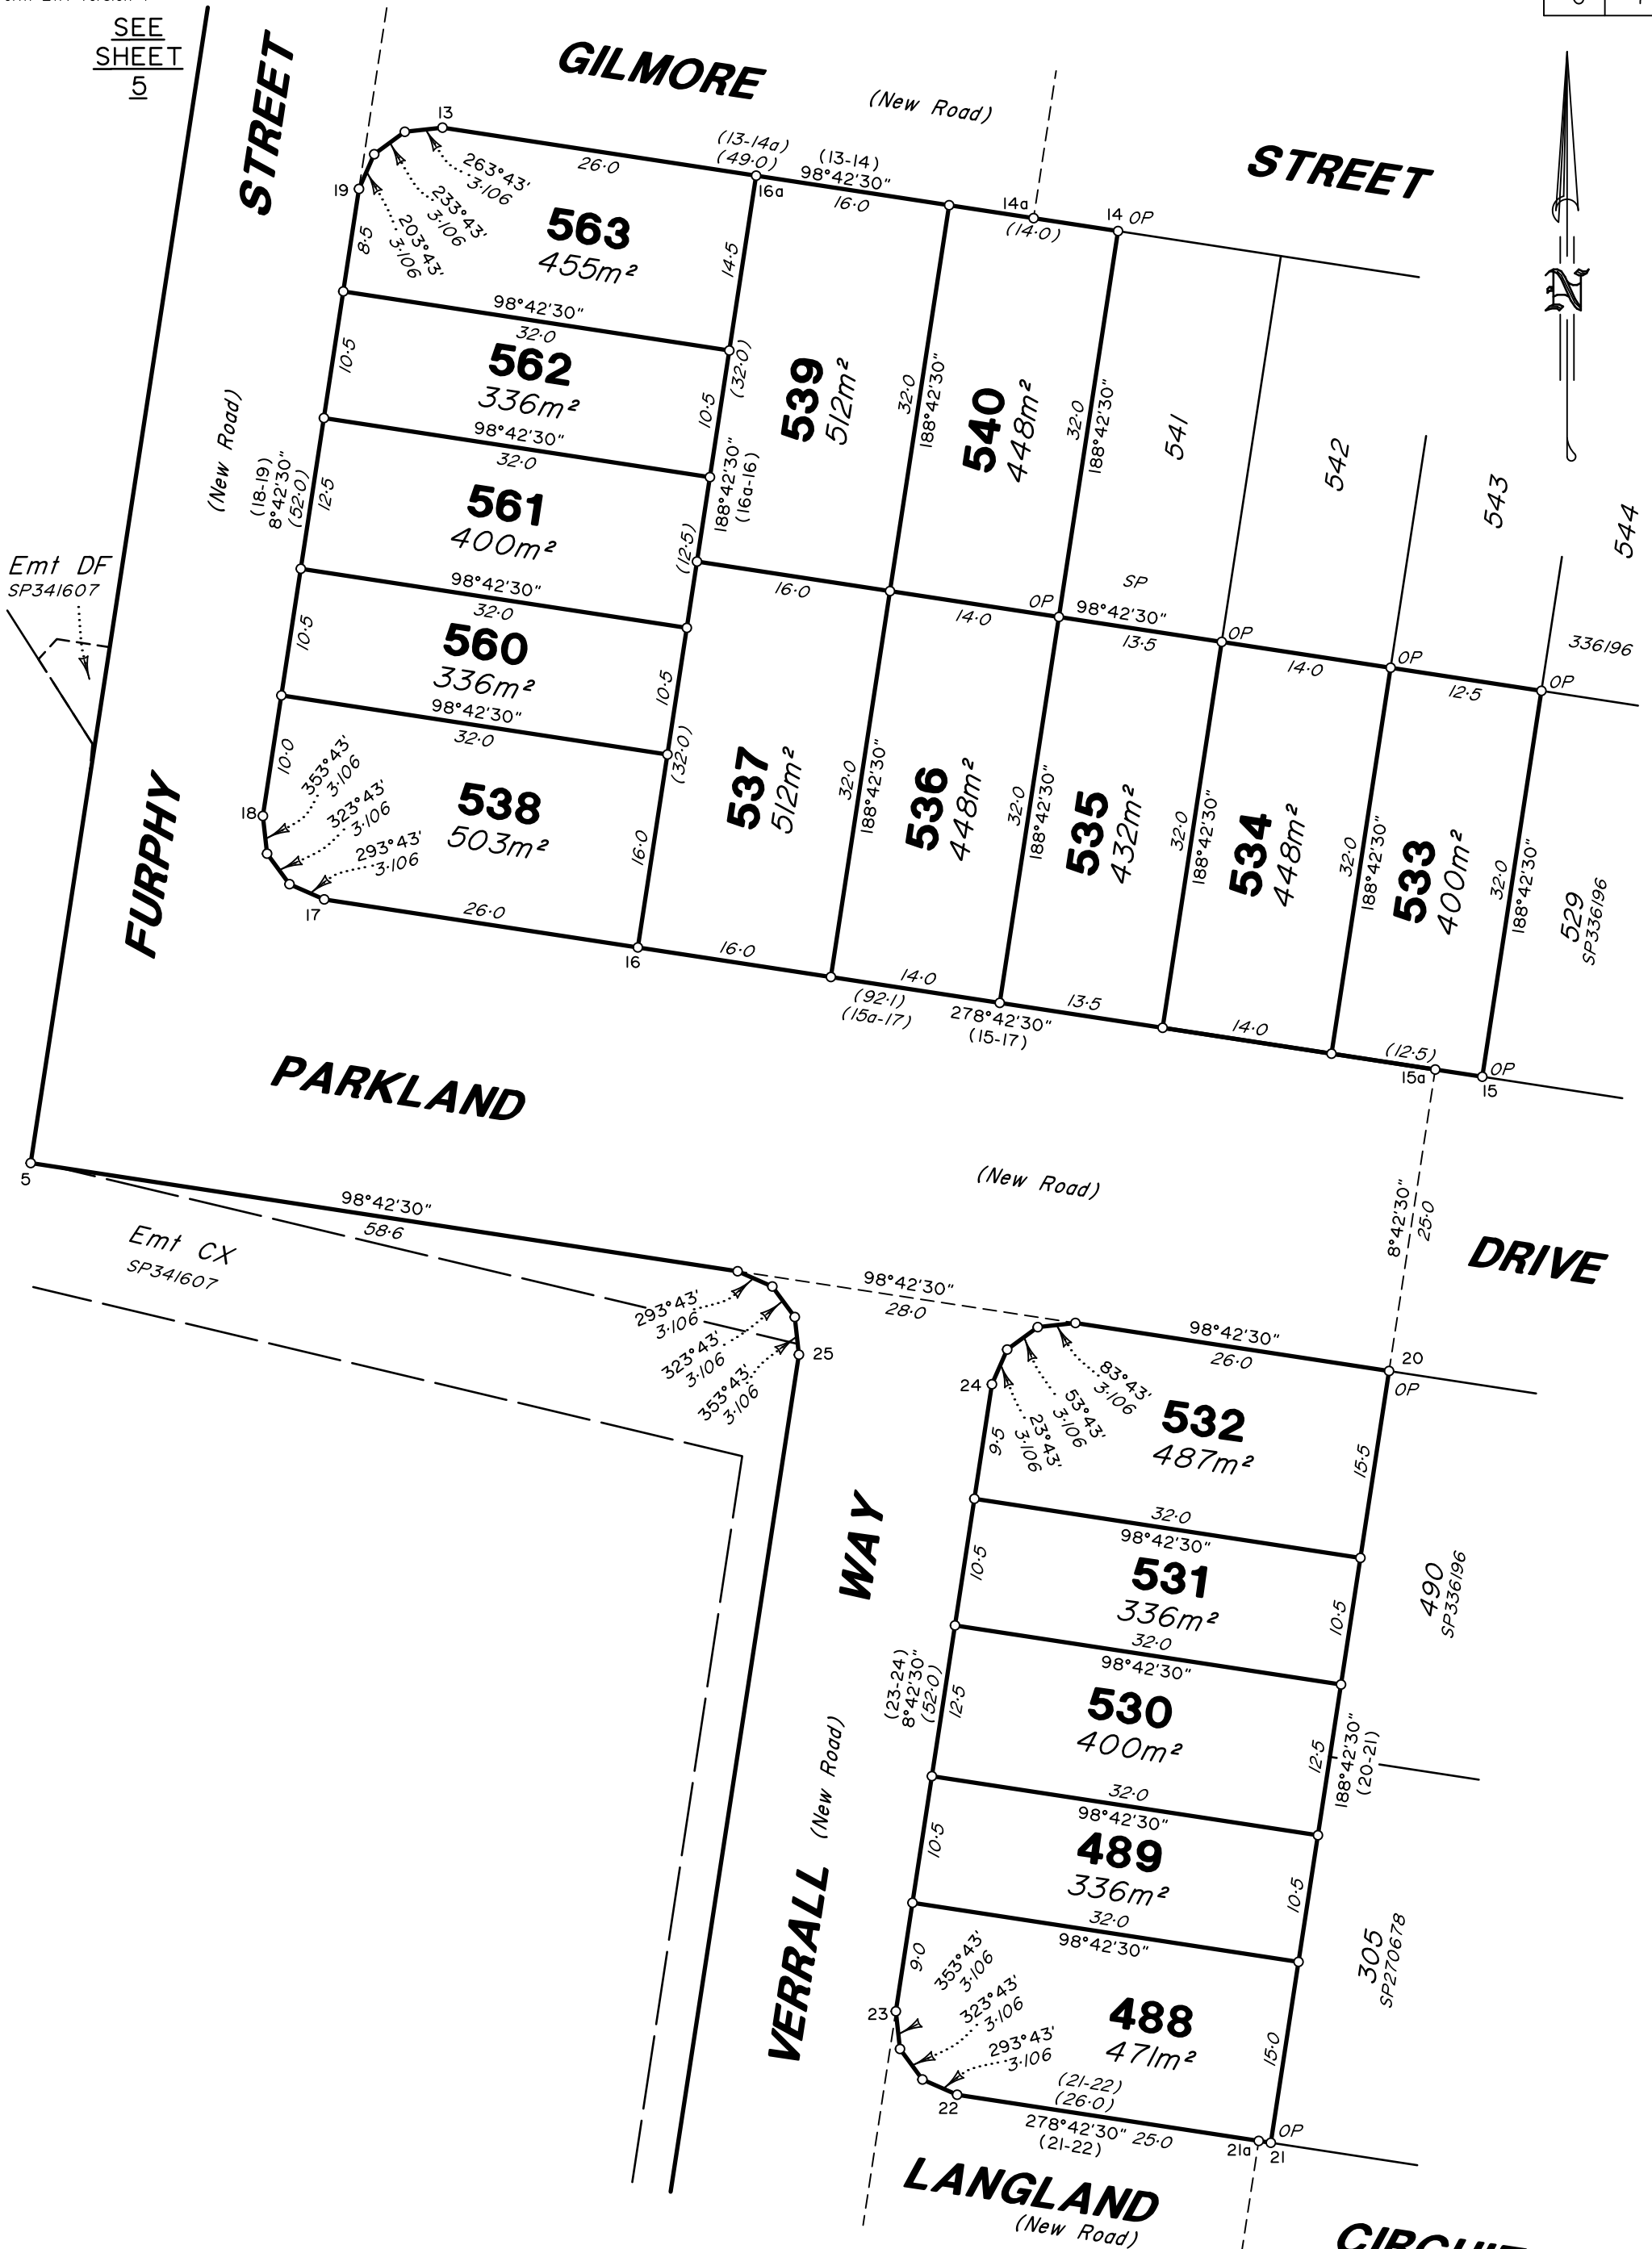 SEE
SHEET
5
STREET
GILMORE
(New Road)
STREET
N
13
19
26·0
(13-14a)
(49·0)
(13-14)
98°42'30"
16·0
16a
14a
(14·0)
14 OP
263°43'
3·106
233°43'
3·106
203°43'
3·106
8·5
563
455m²
14·5
98°42'30"
32·0
562
336m²
10·5
10·5
(32·0)
98°42'30"
32·0
(New Road)
(18-19)
8°42'30"
(52·0)
12·5
561
400m²
188°42'30"
(16a-16)
(12·5)
98°42'30"
32·0
560
336m²
10·5
10·5
98°42'30"
32·0
(32·0)
10·0
353°43'
3·106
323°43'
3·106
293°43'
3·106
538
503m²
16·0
18
17
26·0
16
539
512m²
32·0
188°42'30"
540
448m²
32·0
188°42'30"
541
542
543
544
SP
336196
16·0
14·0
OP
98°42'30"
13·5
OP
14·0
OP
12·5
OP
537
512m²
32·0
188°42'30"
536
448m²
32·0
188°42'30"
535
432m²
32·0
188°42'30"
534
448m²
32·0
188°42'30"
533
400m²
32·0
188°42'30"
529
SP336196
16·0
14·0
(92·1)
(15a-17)
278°42'30"
(15-17)
13·5
14·0
(12·5)
15a
OP
15
Emt DF
SP341607
FURPHY
PARKLAND
(New Road)
DRIVE
8°42'30"
25·0
5
98°42'30"
58·6
Emt CX
SP341607
293°43'
3·106
323°43'
3·106
353°43'
3·106
25
98°42'30"
28·0
98°42'30"
26·0
20
OP
24
83°43'
3·106
53°43'
3·106
23°43'
3·106
9·5
532
487m²
15·5
32·0
98°42'30"
531
336m²
10·5
10·5
32·0
98°42'30"
490
SP336196
(23-24)
8°42'30"
(52·0)
12·5
530
400m²
12·5
188°42'30"
(20-21)
32·0
98°42'30"
489
336m²
10·5
10·5
32·0
98°42'30"
305
SP270678
9·0
353°43'
3·106
323°43'
3·106
293°43'
3·106
488
471m²
15·0
23
22
(21-22)
(26·0)
278°42'30"
25·0
(21-22)
21a
21
OP
WAY
VERRALL
(New Road)
LANGLAND
(New Road)